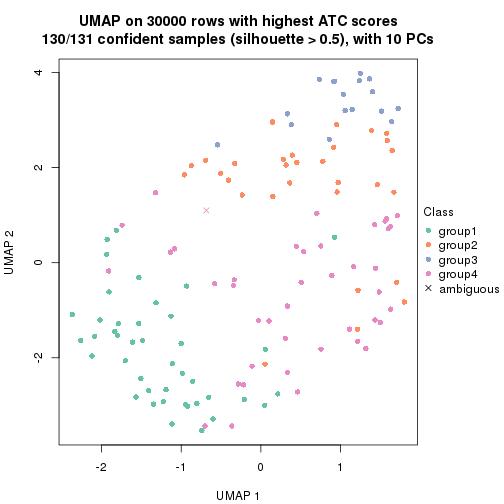 UMAP on 30000 rows with highest ATC scores
130/131 confident samples (silhouette > 0.5), with 10 PCs
4
2
0
-2
UMAP 2
-2
-1
0
1
UMAP 1
Class
group1
group2
group3
group4
ambiguous